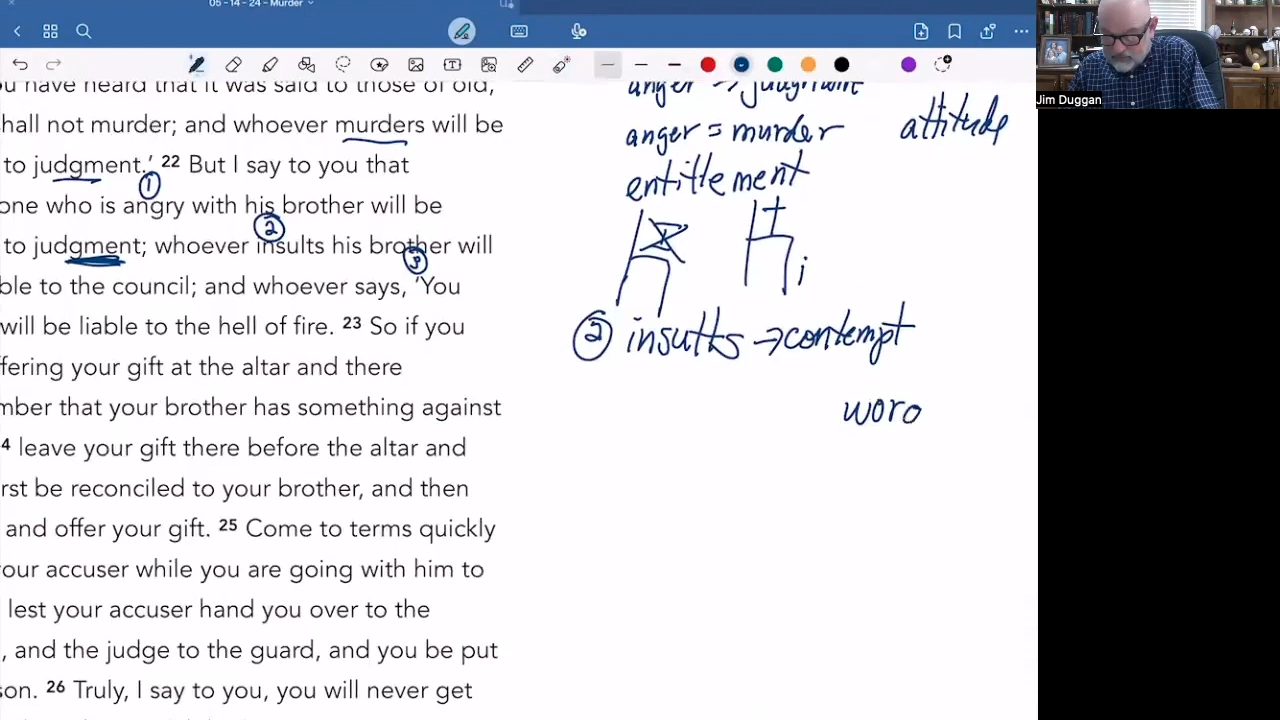 05 - 14 - 24 - Murder
Jim Duggan
ou have heard that it was said to those of old,
hall not murder; and whoever murders will be
to judgment.’ 22 But I say to you that
one who is angry with his brother will be
to judgment; whoever insults his brother will
ble to the council; and whoever says, ‘You
will be liable to the hell of fire. 23 So if you
ffering your gift at the altar and there
mber that your brother has something against
4 leave your gift there before the altar and
rst be reconciled to your brother, and then
and offer your gift. 25 Come to terms quickly
our accuser while you are going with him to
lest your accuser hand you over to the
, and the judge to the guard, and you be put
son. 26 Truly, I say to you, you will never get
1
2
3
anger → judgment
anger = murder
attitude
entitlement
i
2 insults → contempt
woro